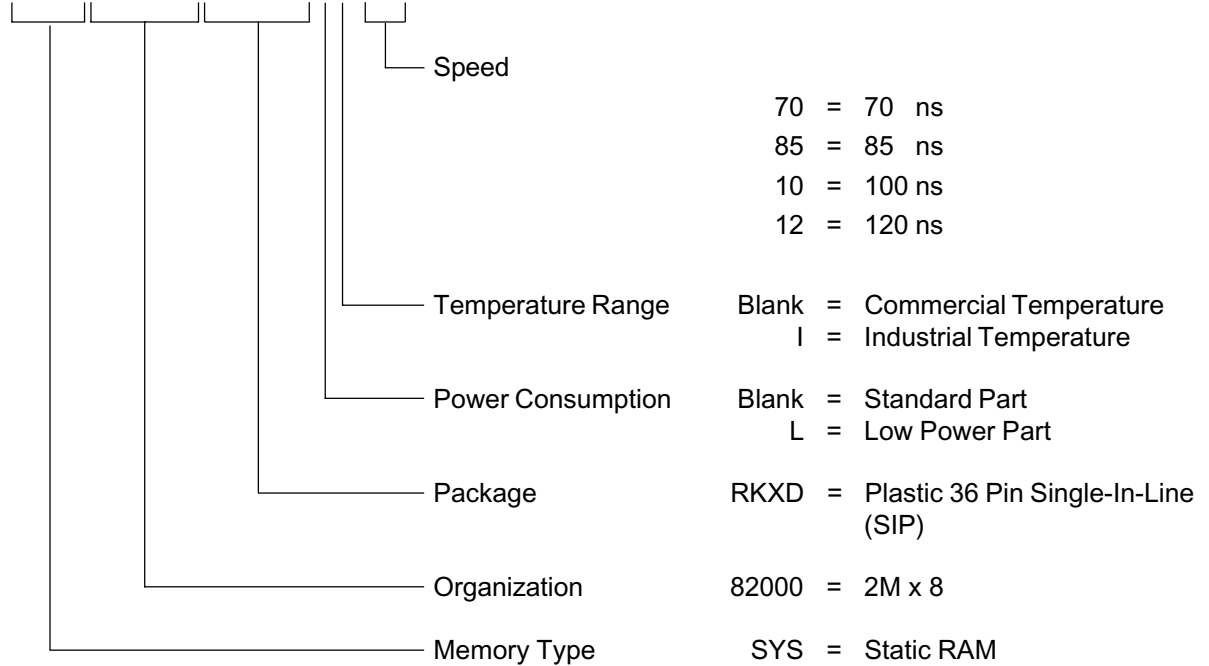 Speed
70 = 70 ns
85 = 85 ns
10 = 100 ns
12 = 120 ns
Temperature Range Blank = Commercial Temperature
I = Industrial Temperature
Power Consumption Blank = Standard Part
L = Low Power Part
Package RKXD = Plastic 36 Pin Single-In-Line
(SIP)
Organization 82000 = 2M x 8
Memory Type SYS = Static RAM